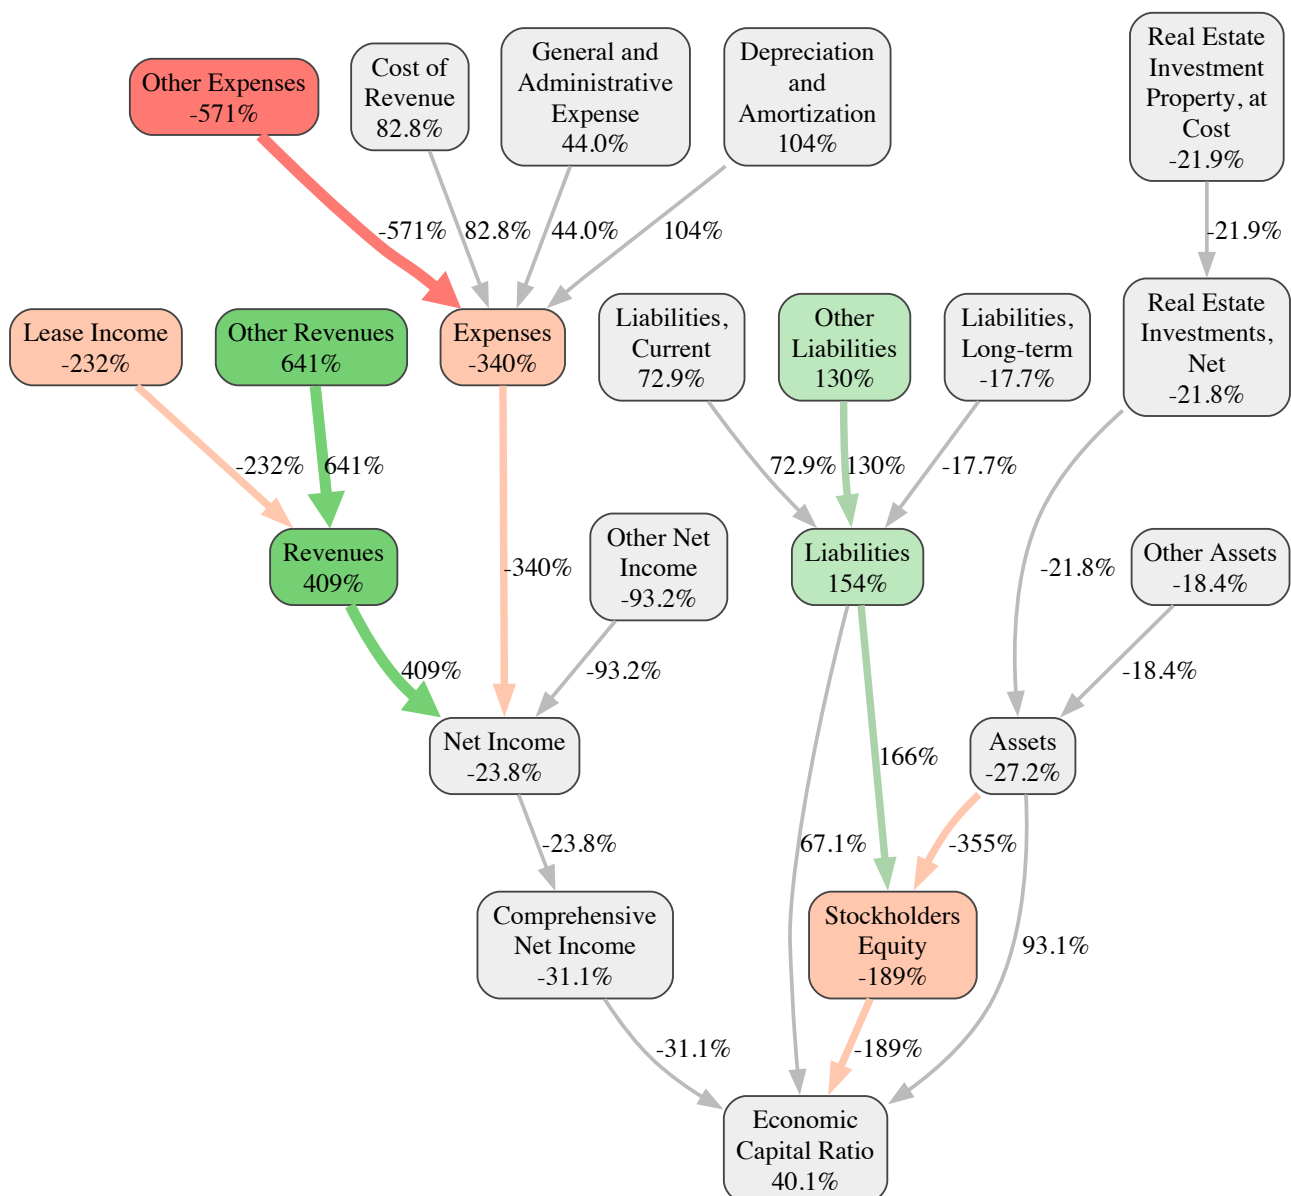 Other Expenses
-571%
Cost of
Revenue
82.8%
General and
Administrative
Expense
44.0%
Depreciation
and
Amortization
104%
Real Estate
Investment
Property, at
Cost
-21.9%
-571%
82.8%
44.0%
104%
-21.9%
Lease Income
-232%
Other Revenues
641%
Expenses
-340%
Liabilities,
Current
72.9%
Other
Liabilities
130%
Liabilities,
Long-term
-17.7%
Real Estate
Investments,
Net
-21.8%
-232%
641%
72.9%
130%
-17.7%
Revenues
409%
-340%
Other Net
Income
-93.2%
Liabilities
154%
-21.8%
Other Assets
-18.4%
409%
-93.2%
-18.4%
Net Income
-23.8%
166%
Assets
-27.2%
-23.8%
67.1%
-355%
Comprehensive
Net Income
-31.1%
Stockholders
Equity
-189%
93.1%
-31.1%
-189%
Economic
Capital Ratio
40.1%